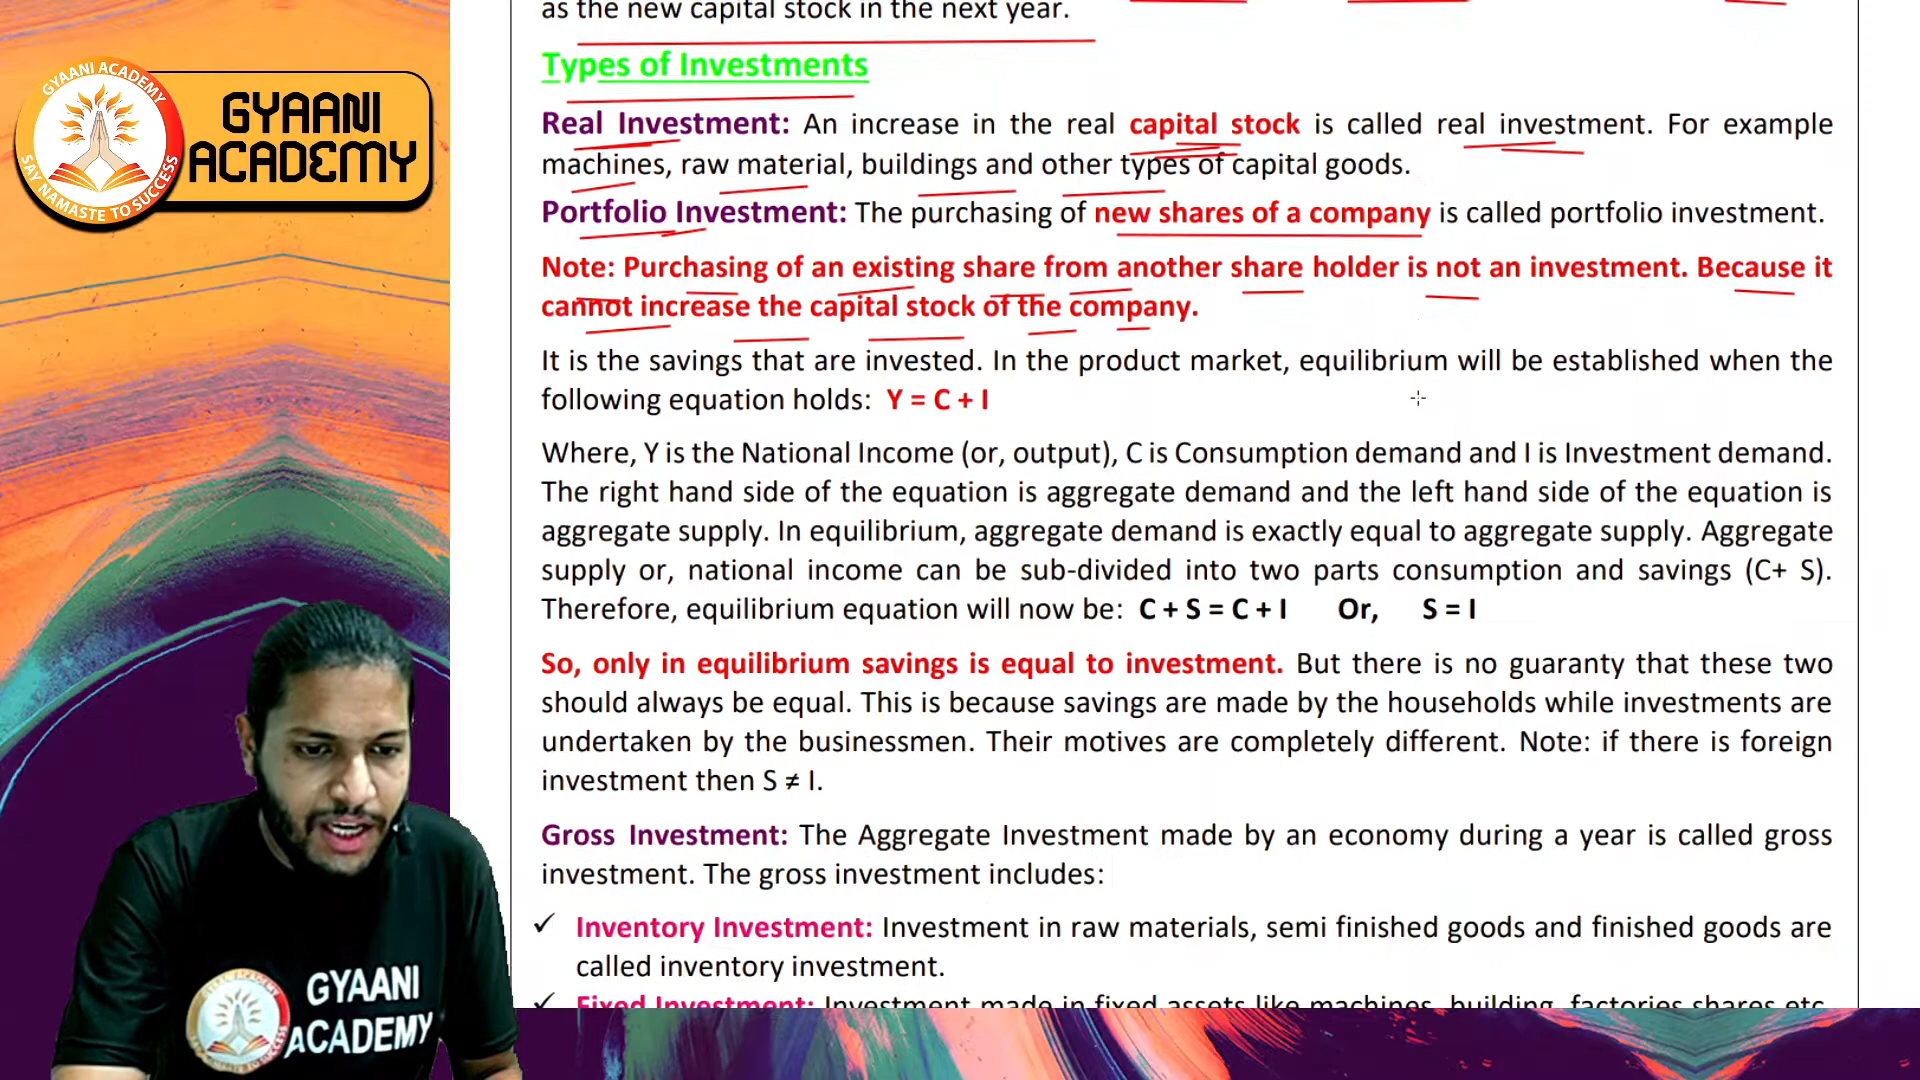 as the new capital stock in the next year.
Types of Investments
Real Investment: An increase in the real capital stock is called real investment. For example
machines, raw material, buildings and other types of capital goods.
Portfolio Investment: The purchasing of new shares of a company is called portfolio investment.
Note: Purchasing of an existing share from another share holder is not an investment. Because it
cannot increase the capital stock of the company.
It is the savings that are invested. In the product market, equilibrium will be established when the
following equation holds: Y = C + I
Where, Y is the National Income (or, output), C is Consumption demand and I is Investment demand.
The right hand side of the equation is aggregate demand and the left hand side of the equation is
aggregate supply. In equilibrium, aggregate demand is exactly equal to aggregate supply. Aggregate
supply or, national income can be sub-divided into two parts consumption and savings (C+ S).
Therefore, equilibrium equation will now be: C + S = C + I Or, S = I
So, only in equilibrium savings is equal to investment. But there is no guaranty that these two
should always be equal. This is because savings are made by the households while investments are
undertaken by the businessmen. Their motives are completely different. Note: if there is foreign
investment then S ≠ I.
Gross Investment: The Aggregate Investment made by an economy during a year is called gross
investment. The gross investment includes:
✓ Inventory Investment: Investment in raw materials, semi finished goods and finished goods are
called inventory investment.
✓ Fixed Investment: Investment made in fixed assets like machines, building, factories shares etc.
GYAANI ACADEMY
SAY NAMASTE TO SUCCESS
GYAANI
ACADEMY
GYAANI
ACADEMY